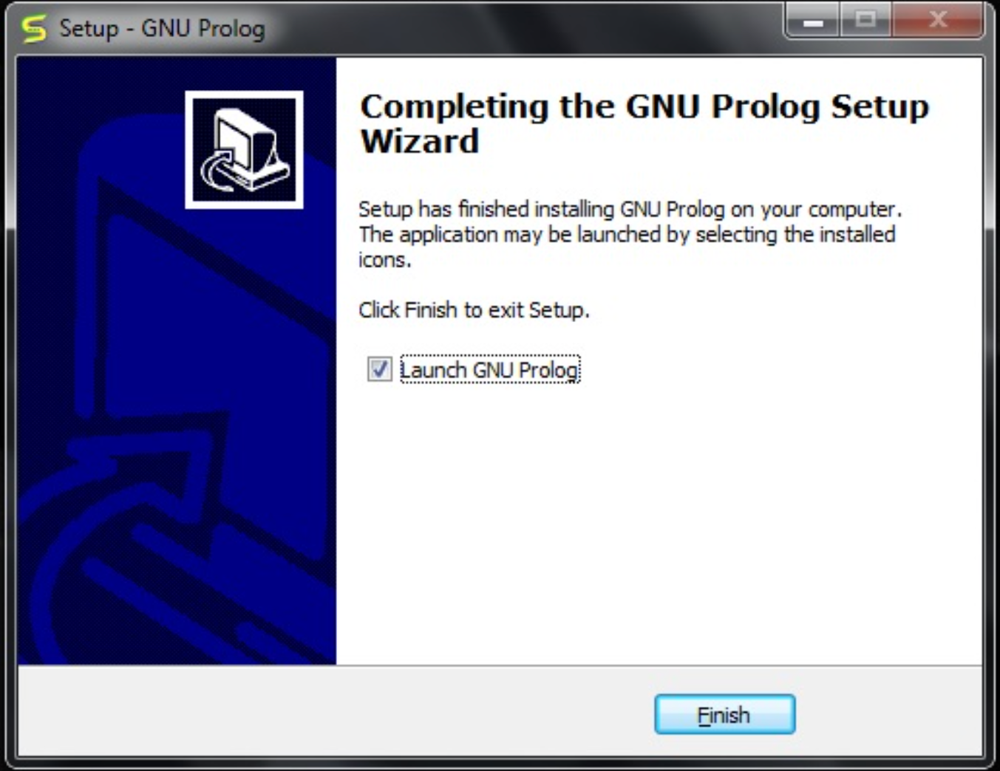 Setup - GNU Prolog
Completing the GNU Prolog Setup
Wizard
Setup has finished installing GNU Prolog on your computer.
The application may be launched by selecting the installed
icons.
Click Finish to exit Setup.
Launch GNU Prolog
Finish